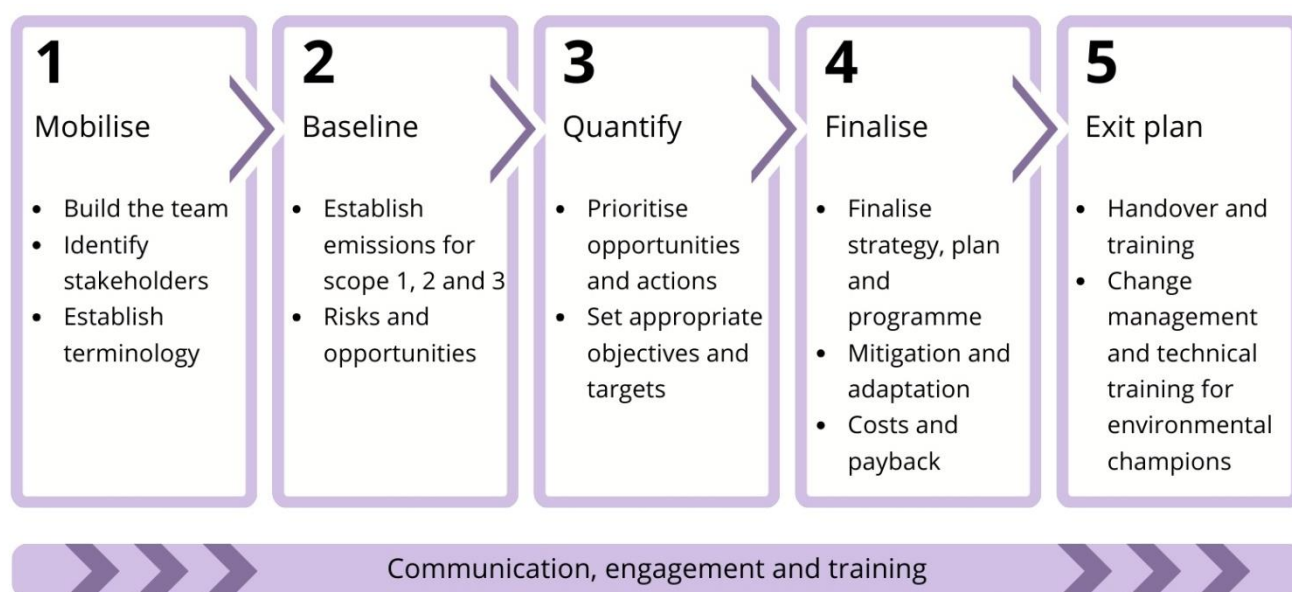 1
Mobilise
• Build the team
• Identify
stakeholders
• Establish
terminology
2
Baseline
• Establish
emissions for
scope 1, 2 and 3
• Risks and
opportunities
3
Quantify
• Prioritise
opportunities
and actions
• Set appropriate
objectives and
targets
4
Finalise
• Finalise
strategy, plan
and
programme
• Mitigation and
adaptation
• Costs and
payback
5
Exit plan
• Handover and
training
• Change
management
and technical
training for
environmental
champions
Communication, engagement and training